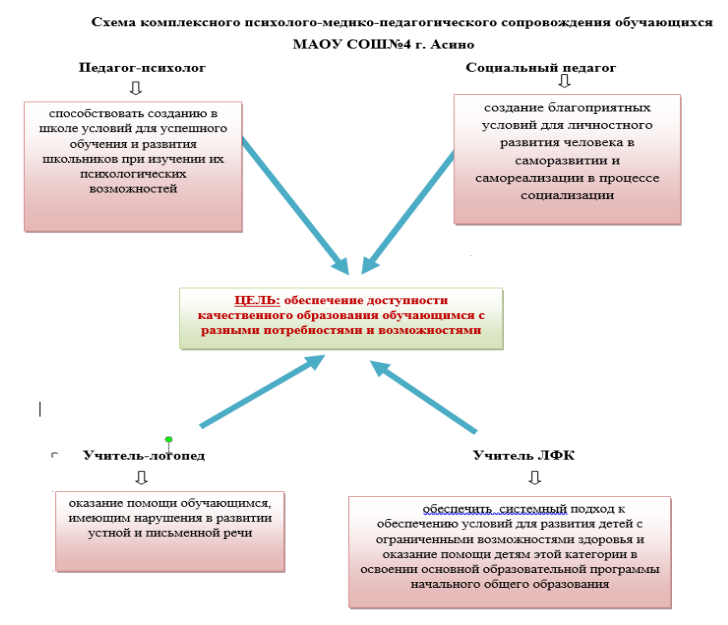 Схема комплексного психолого-медико-педагогического сопровождения обучающихся
МАОУ СОШ№4 г. Асино
Педагог-психолог
способствовать созданию в
школе условий для успешного
обучения и развития
школьников при изучении их
психологических
возможностей
Социальный педагог
создание благоприятных
условий для личностного
развития человека в
саморазвитии и
самореализации в процессе
социализации
ЦЕЛЬ: обеспечение доступности
качественного образования обучающимся с
разными потребностями и возможностями
Учитель-логопед
оказание помощи обучающимся,
имеющим нарушения в развитии
устной и письменной речи
Учитель ЛФК
обеспечить системный подход к
обеспечению условий для развития детей с
ограниченными возможностями здоровья и
оказание помощи детям этой категории в
освоении основной образовательной программы
начального общего образования